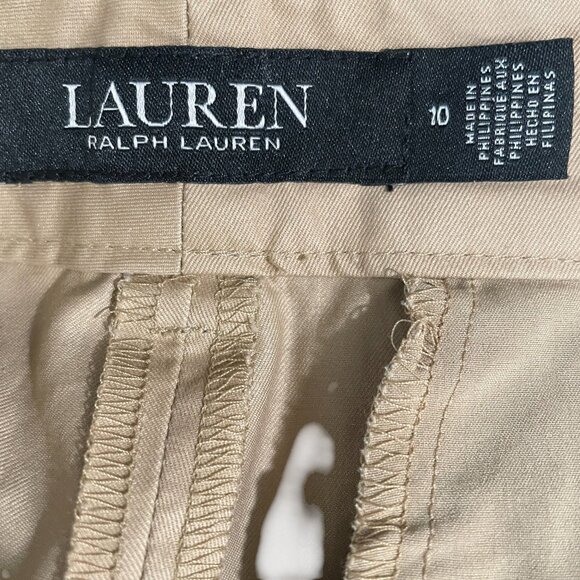 LAUREN
RALPH LAUREN
10
MADE IN
PHILIPPINES
FABRIQUE AUX
PHILIPPINES
HECHO EN
FILIPINAS